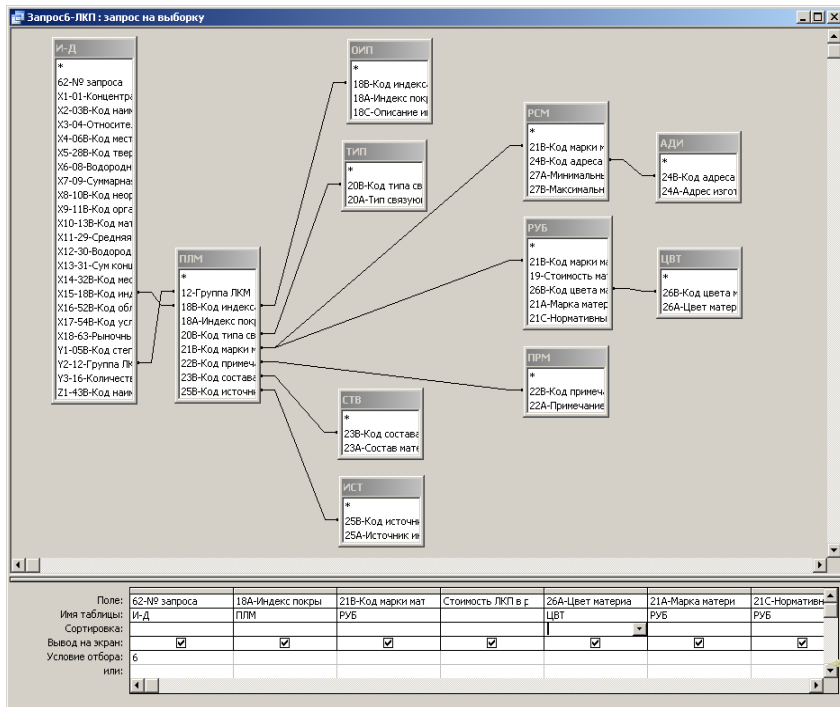 Запрос6-ЛКП : запрос на выборку
И-Д
*
62-№ запроса
X1-01-Концентра
X2-03В-Код наим
X3-04-Относите.
X4-06В-Код мест
X5-28В-Код твер
X6-08-Водородн
X7-09-Суммарная
X8-10В-Код неор
X9-11В-Код орга
X10-13В-Код мат
X11-29-Средняя
X12-30-Водород
X13-31-Сум конц
X14-32В-Код мес
X15-18В-Код инд
X16-52В-Код обл
X17-54В-Код усл
X18-63-Рыночнь
Y1-05В-Код степ
Y2-12-Группа ЛК
Y3-16-Количеств
Z1-43В-Код наим
ПЛМ
*
12-Группа ЛКМ
18В-Код индекс
18А-Индекс покр
20В-Код типа св
21В-Код марки м
22В-Код примеч
23В-Код состава
25В-Код источни
ОИП
*
18В-Код индекс
18А-Индекс покр
18С-Описание и
ТИП
*
20В-Код типа св
20А-Тип связую
СТВ
*
23В-Код состава
23А-Состав мате
ИСТ
*
25В-Код источни
25А-Источник и
РСМ
*
21В-Код марки м
24В-Код адреса
27А-Минимальнь
27В-Максимальн
РУБ
*
21В-Код марки ма
19-Стоимость ма
26В-Код цвета м
21А-Марка матер
21С-Нормативны
ПРМ
*
22В-Код примеч
22А-Примечание
АДИ
*
24В-Код адреса
24А-Адрес изгот
ЦВТ
*
26В-Код цвета м
26А-Цвет матер
Поле: 62-№ запроса 18А-Индекс покры 21В-Код марки мат Стоимость ЛКП в р 26А-Цвет материа 21А-Марка матери 21С-Нормативн
Имя таблицы: И-Д ПЛМ РУБ ЦВТ РУБ РУБ
Сортировка:
Вывод на экран:
Условие отбора: 6
или: